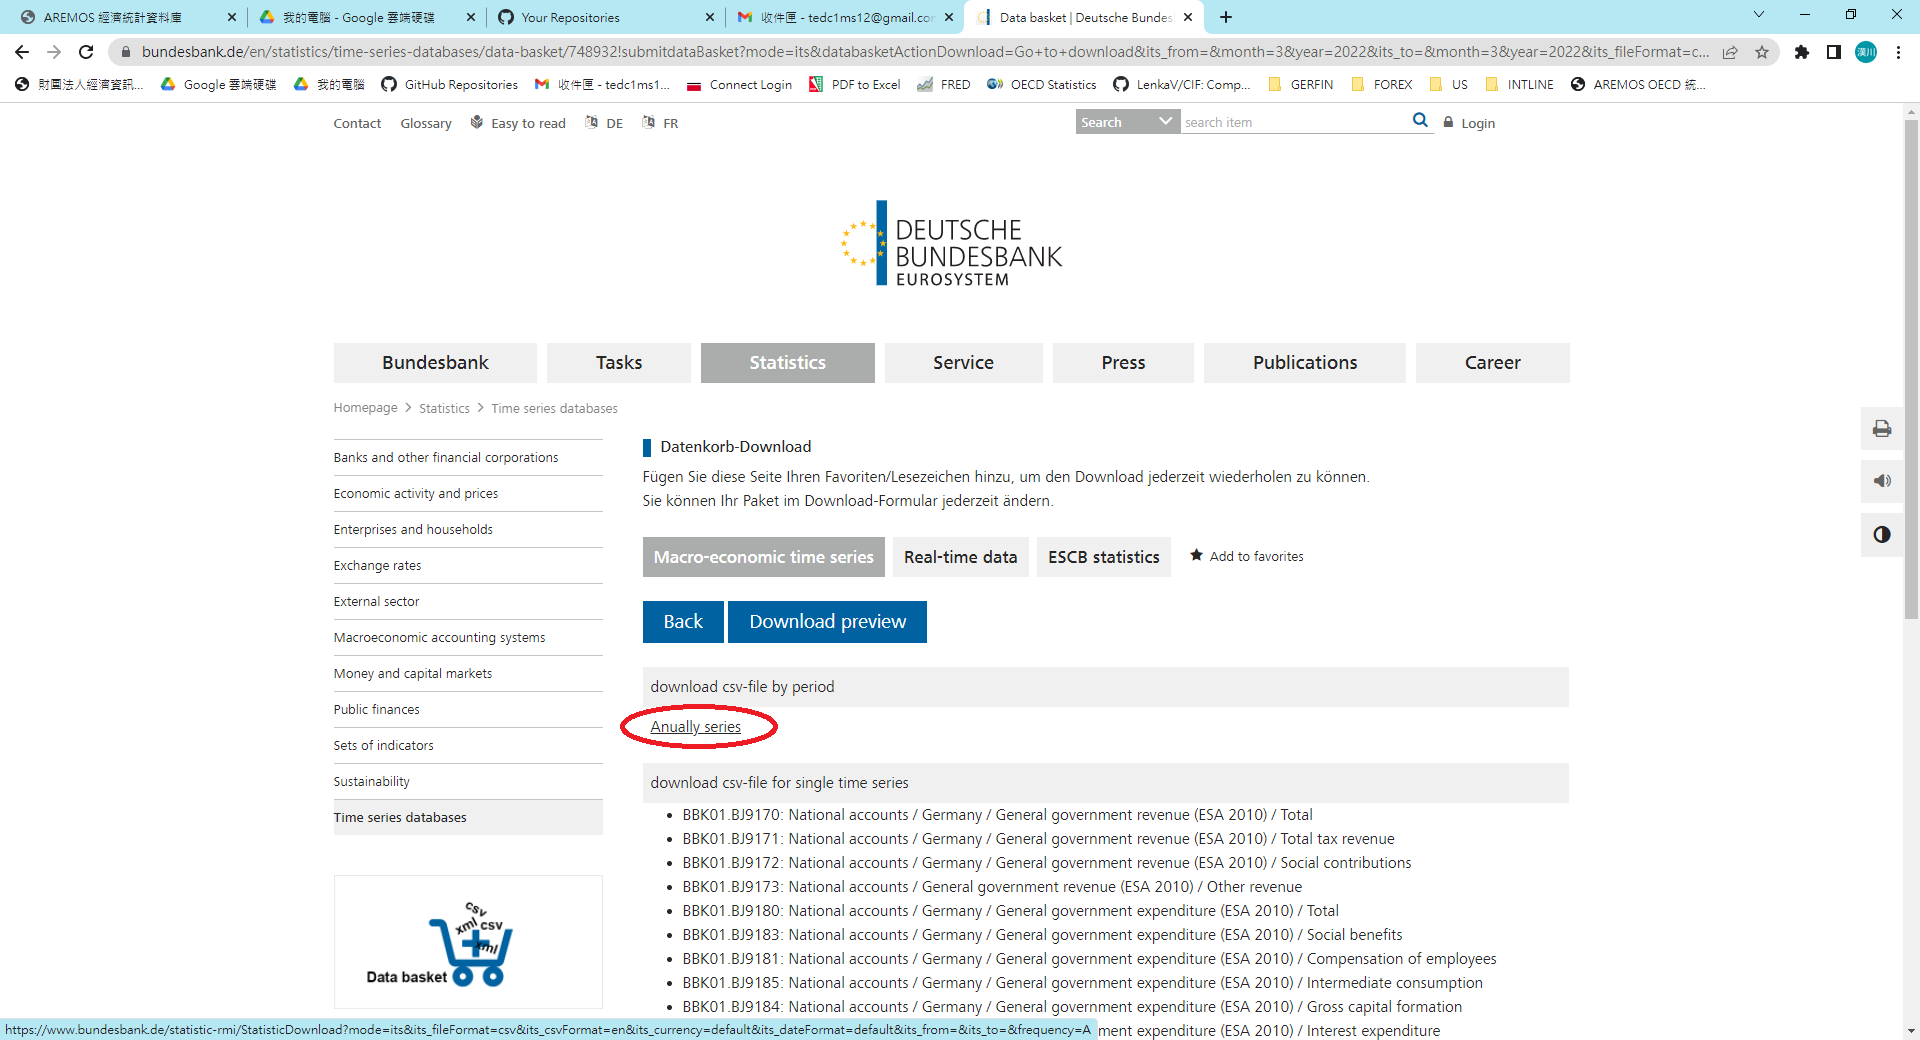 AREMOS 經濟統計資料庫
我的電腦 - Google 雲端硬碟
Your Repositories
收件匣 - tedc1ms12@gmail.co
Data basket | Deutsche Bundes
bundesbank.de/en/statistics/time-series-databases/data-basket/748932!submitdataBasket?mode=its&databasketActionDownload=Go+to+download&its_from=&month=3&year=2022&its_to=&month=3&year=2022&its_fileFormat=c...
漢川
財團法人經濟資訊...
Google 雲端硬碟
我的電腦
GitHub Repositories
收件匣 - tedc1ms1...
Connect Login
PDF to Excel
FRED
OECD Statistics
LenkaV/CIF: Comp...
GERFIN
FOREX
US
INTLINE
AREMOS OECD 統...
Contact Glossary Easy to read DE FR
Search search item Login
DEUTSCHE
BUNDESBANK
EUROSYSTEM
Bundesbank Tasks Statistics Service Press Publications Career
Homepage > Statistics > Time series databases
Banks and other financial corporations
Economic activity and prices
Enterprises and households
Exchange rates
External sector
Macroeconomic accounting systems
Money and capital markets
Public finances
Sets of indicators
Sustainability
Time series databases
csv
xml csv
xml
Data basket
Datenkorb-Download
Fügen Sie diese Seite Ihren Favoriten/Lesezeichen hinzu, um den Download jederzeit wiederholen zu können.
Sie können Ihr Paket im Download-Formular jederzeit ändern.
Macro-economic time series Real-time data ESCB statistics Add to favorites
Back Download preview
download csv-file by period
Anually series
download csv-file for single time series
• BBK01.BJ9170: National accounts / Germany / General government revenue (ESA 2010) / Total
• BBK01.BJ9171: National accounts / Germany / General government revenue (ESA 2010) / Total tax revenue
• BBK01.BJ9172: National accounts / Germany / General government revenue (ESA 2010) / Social contributions
• BBK01.BJ9173: National accounts / General government revenue (ESA 2010) / Other revenue
• BBK01.BJ9180: National accounts / Germany / General government expenditure (ESA 2010) / Total
• BBK01.BJ9183: National accounts / Germany / General government expenditure (ESA 2010) / Social benefits
• BBK01.BJ9181: National accounts / Germany / General government expenditure (ESA 2010) / Compensation of employees
• BBK01.BJ9185: National accounts / Germany / General government expenditure (ESA 2010) / Intermediate consumption
• BBK01.BJ9184: National accounts / Germany / General government expenditure (ESA 2010) / Gross capital formation
https://www.bundesbank.de/statistic-rmi/StatisticDownload?mode=its&its_fileFormat=csv&its_csvFormat=en&its_currency=default&its_dateFormat=default&its_from=&its_to=&frequency=A
ment expenditure (ESA 2010) / Interest expenditure